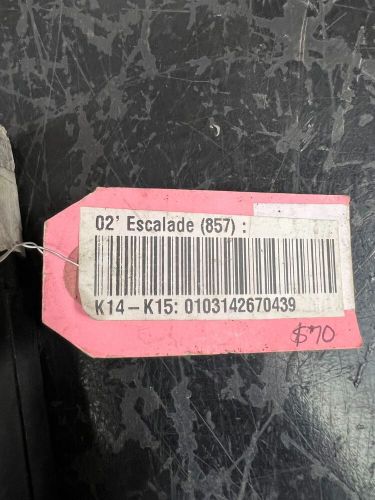 02' Escalade (857) :
K14 – K15: 0103142670439
$70